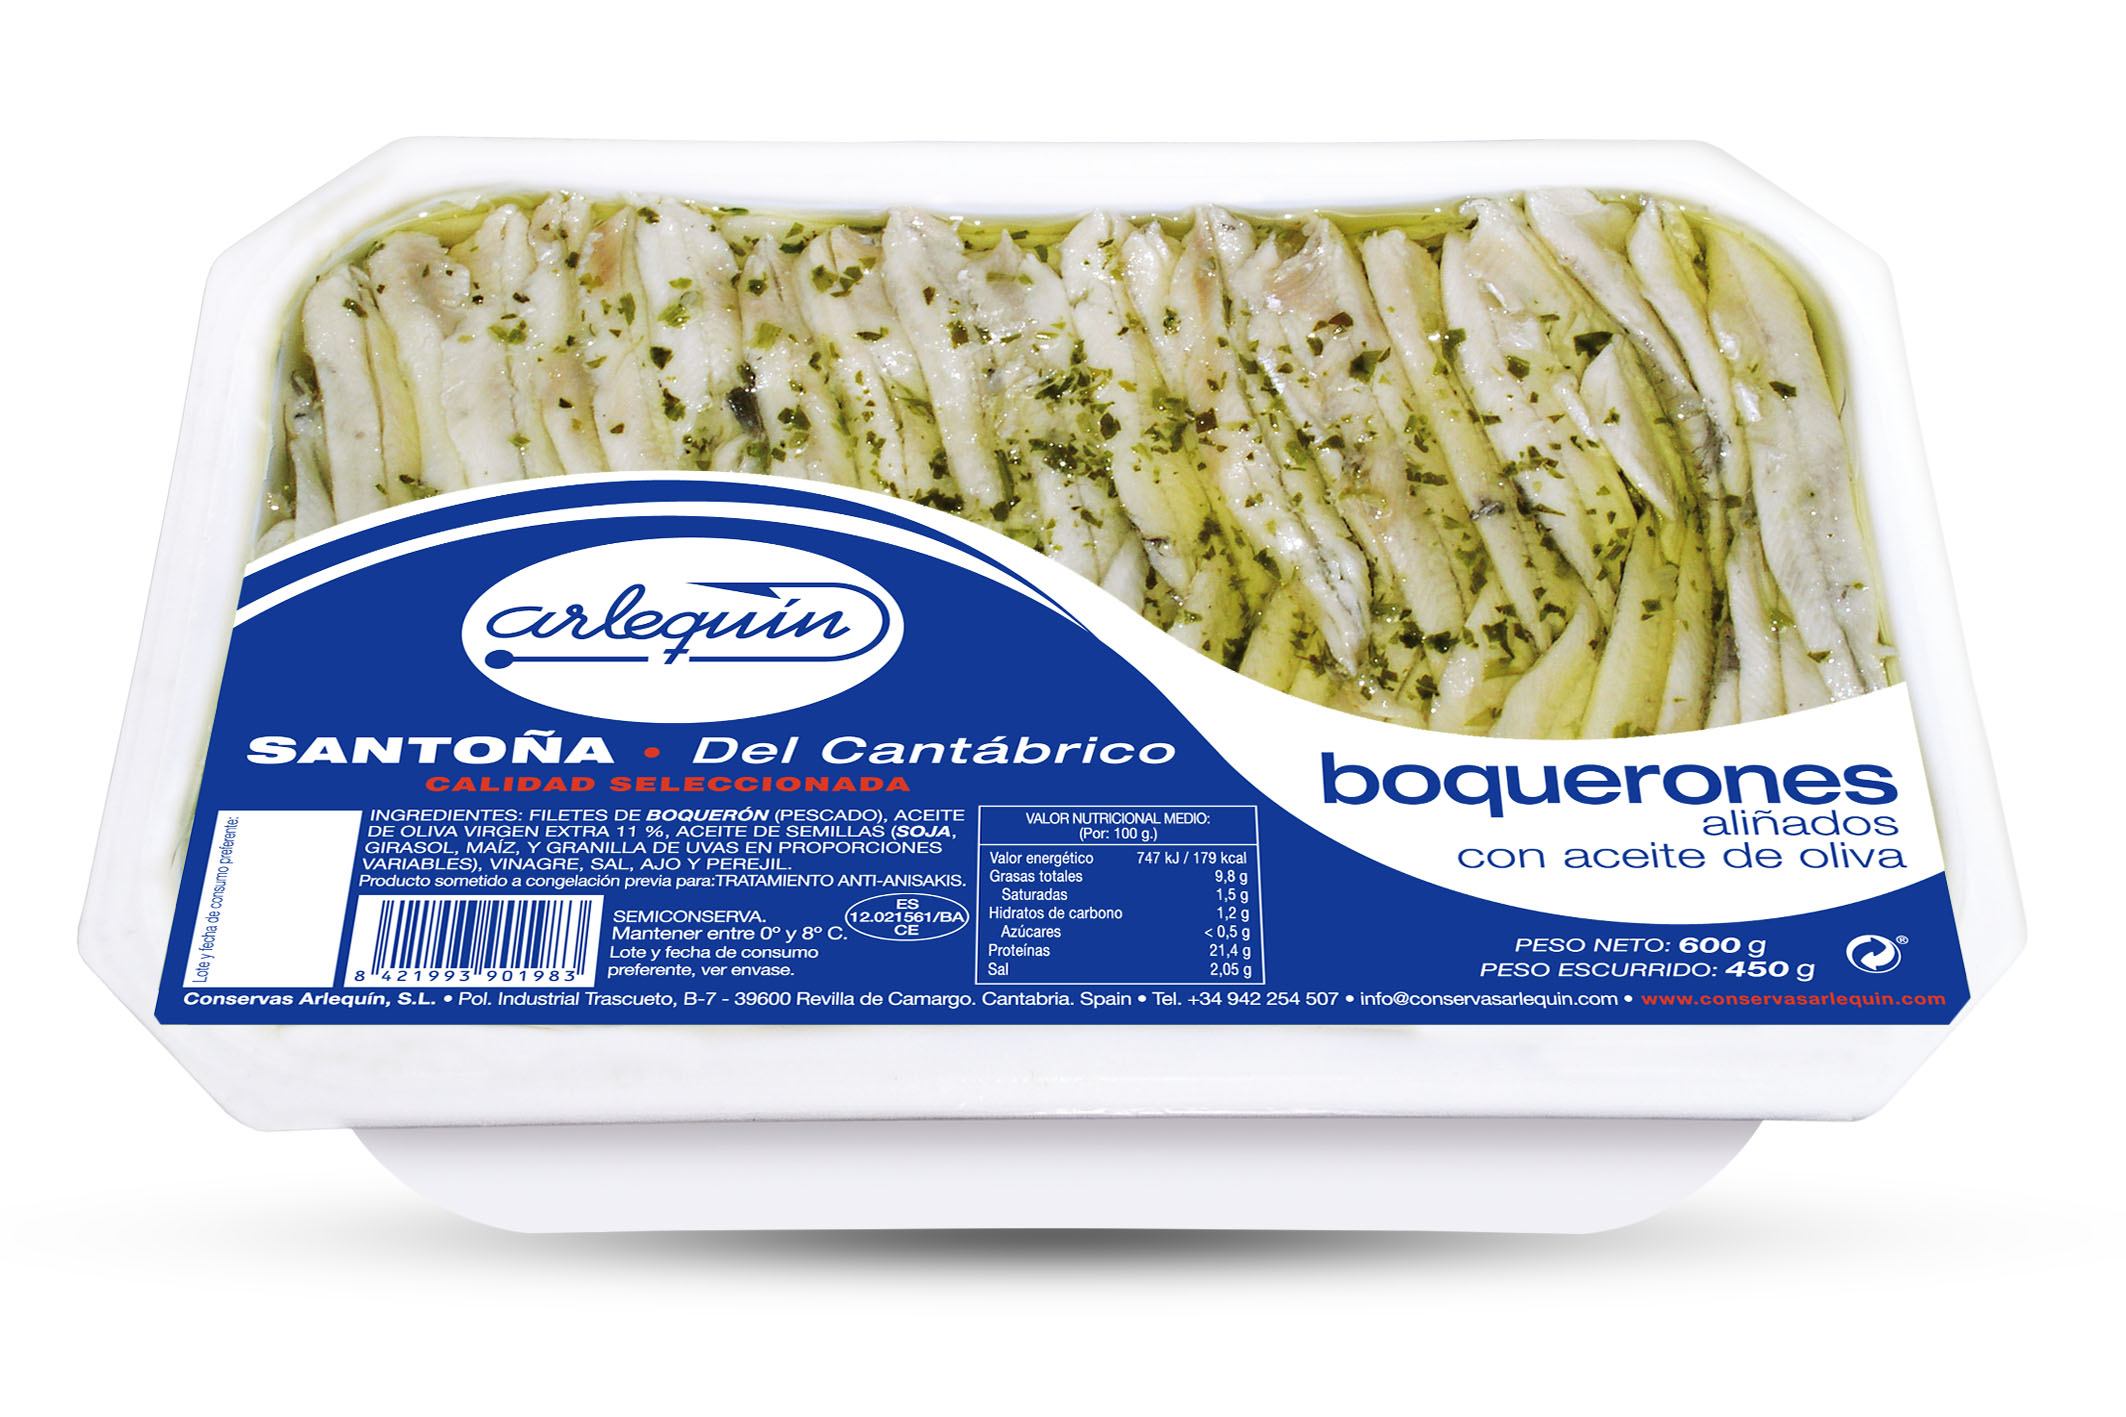 arlequín
SANTOÑA • Del Cantábrico
CALIDAD SELECCIONADA
Lote y fecha de consumo preferente:
INGREDIENTES: FILETES DE BOQUERÓN (PESCADO), ACEITE
DE OLIVA VIRGEN EXTRA 11 %, ACEITE DE SEMILLAS (SOJA,
GIRASOL, MAÍZ, Y GRANILLA DE UVAS EN PROPORCIONES
VARIABLES), VINAGRE, SAL, AJO Y PEREJIL.
Producto sometido a congelación previa para:TRATAMIENTO ANTI-ANISAKIS.
8 421993 901983
SEMICONSERVA.
Mantener entre 0º y 8º C.
Lote y fecha de consumo
preferente, ver envase.
ES
12.021561/BA
CE
VALOR NUTRICIONAL MEDIO:
(Por: 100 g.)
Valor energético 747 kJ / 179 kcal
Grasas totales 9,8 g
Saturadas 1,5 g
Hidratos de carbono 1,2 g
Azúcares < 0,5 g
Proteínas 21,4 g
Sal 2,05 g
boquerones
aliñados
con aceite de oliva
PESO NETO: 600 g
PESO ESCURRIDO: 450 g
®
Conservas Arlequín, S.L. • Pol. Industrial Trascueto, B-7 - 39600 Revilla de Camargo. Cantabria. Spain • Tel. +34 942 254 507 • info@conservasarlequin.com • www.conservasarlequin.com